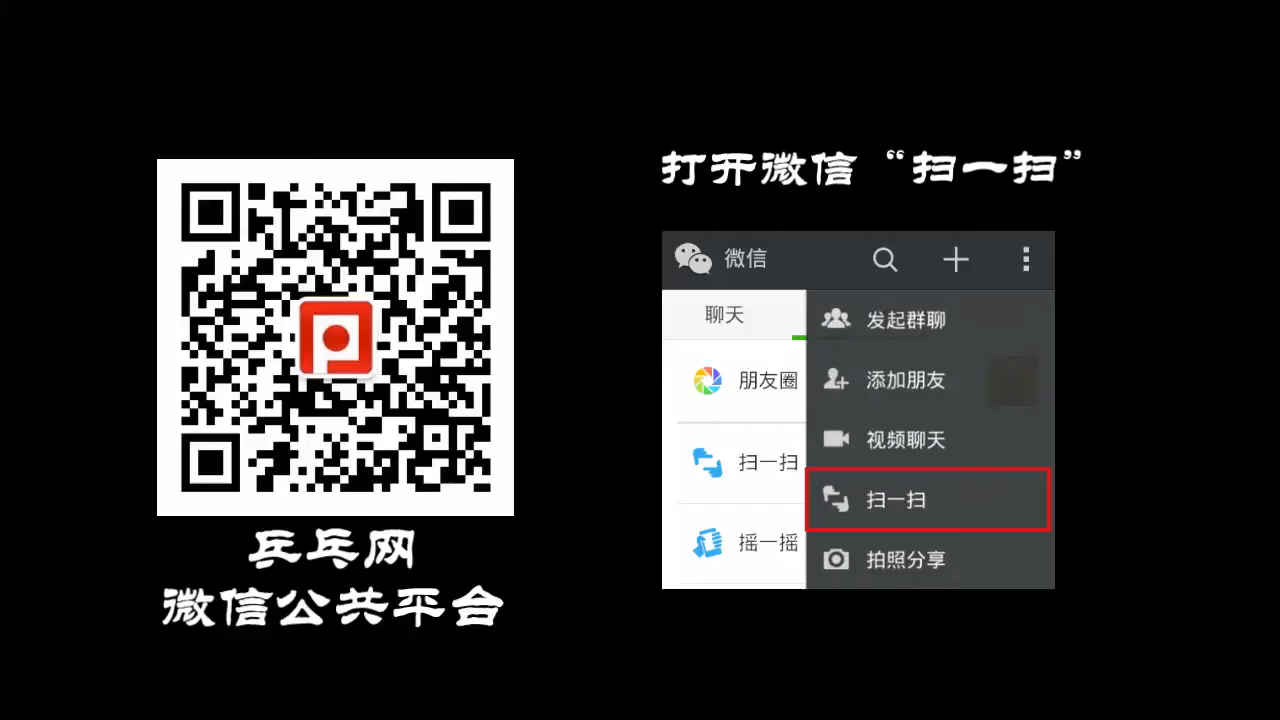 打开微信“扫一扫”
微信
聊天
发起群聊
朋友圈
添加朋友
视频聊天
扫一扫
扫一扫
摇一摇
拍照分享
乒乓网
微信公共平台